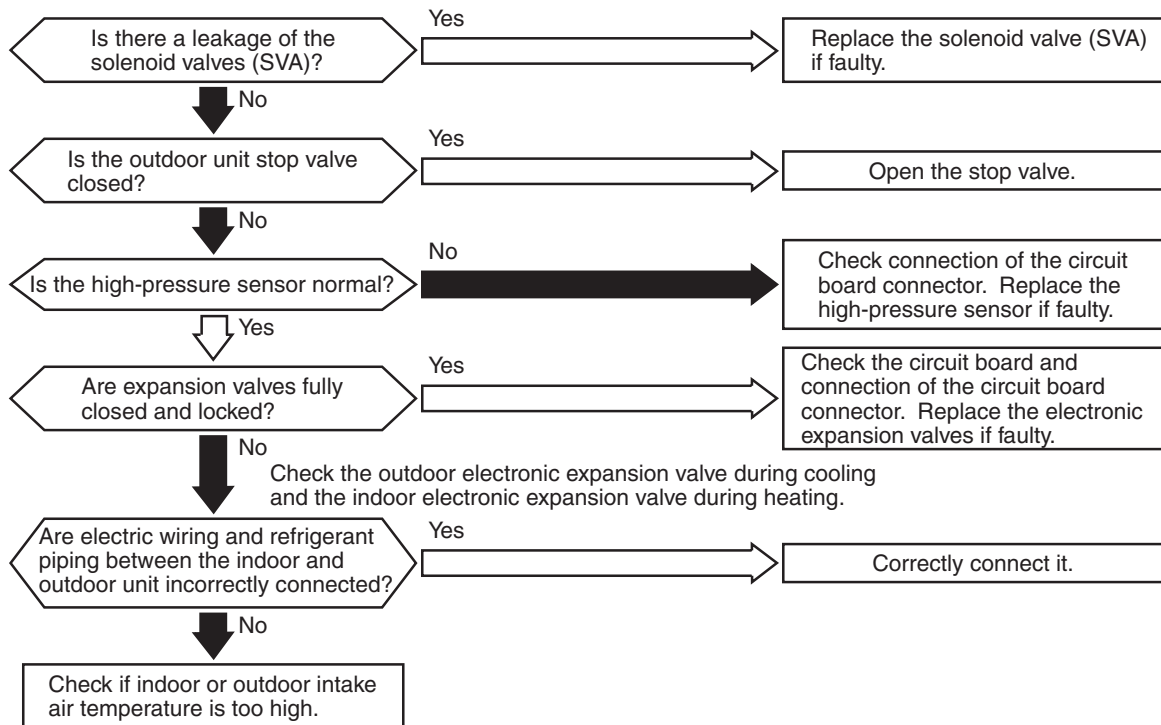 Is there a leakage of the
solenoid valves (SVA)?
Yes
Replace the solenoid valve (SVA)
if faulty.
No
Is the outdoor unit stop valve
closed?
Yes
Open the stop valve.
No
Is the high-pressure sensor normal?
No
Check connection of the circuit
board connector.  Replace the
high-pressure sensor if faulty.
Yes
Are expansion valves fully
closed and locked?
Yes
Check the circuit board and
connection of the circuit board
connector.  Replace the electronic
expansion valves if faulty.
No
Check the outdoor electronic expansion valve during cooling
and the indoor electronic expansion valve during heating.
Are electric wiring and refrigerant
piping between the indoor and
outdoor unit incorrectly connected?
Yes
Correctly connect it.
No
Check if indoor or outdoor intake
air temperature is too high.